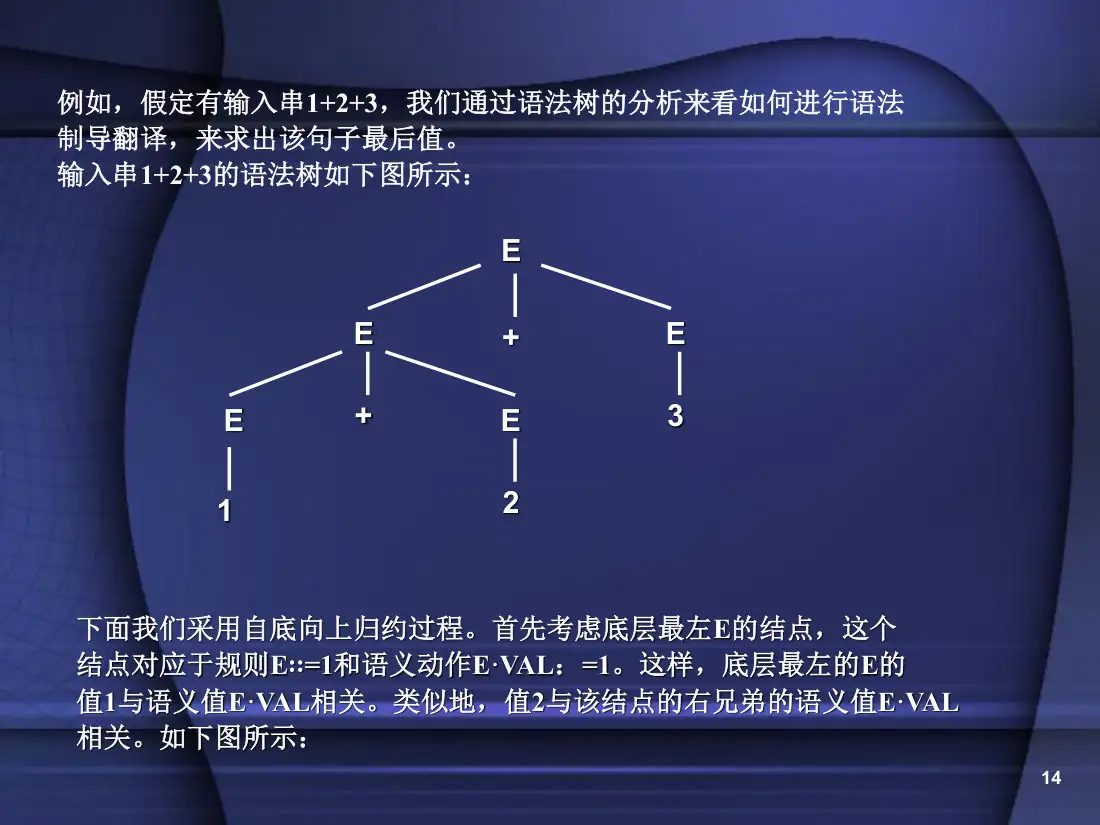 例如，假定有输入串1+2+3，我们通过语法树的分析来看如何进行语法
制导翻译，来求出该句子最后值。
输入串1+2+3的语法树如下图所示：
E
E + E
E + E 3
1 2
下面我们采用自底向上归约过程。首先考虑底层最左E的结点，这个
结点对应于规则E∷=1和语义动作E·VAL：=1。这样，底层最左的E的
值1与语义值E·VAL相关。类似地，值2与该结点的右兄弟的语义值E·VAL
相关。如下图所示：
14